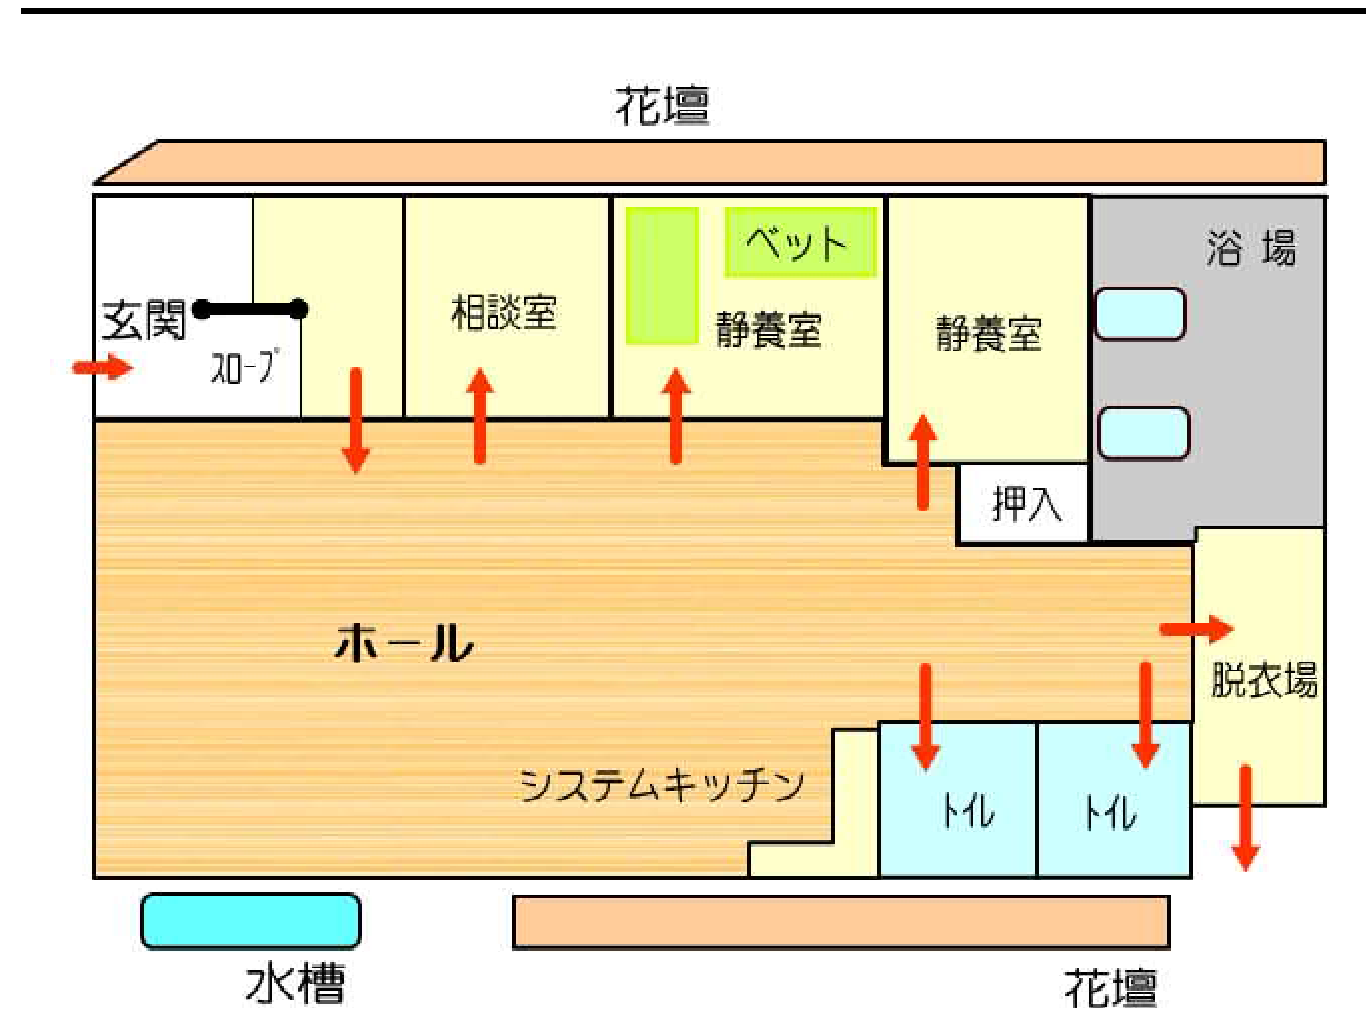 花壇
ベット
浴 場
玄関
相談室
静養室
静養室
ｽﾛｰﾌﾟ
押入
ホール
脱衣場
システムキッチン
ﾄｲﾚ
ﾄｲﾚ
水槽
花壇